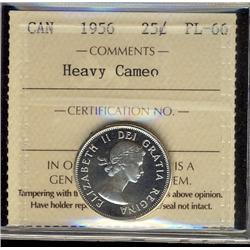 CAN 1956 25¢ PL-66
COMMENTS
Heavy Cameo
CERTIFICATION NO.
ELIZABETH II DEI GRATIA REGINA
IN O IS A
GEN EM.
Tampering with t s above opinion.
Have holder rep seal not intact.